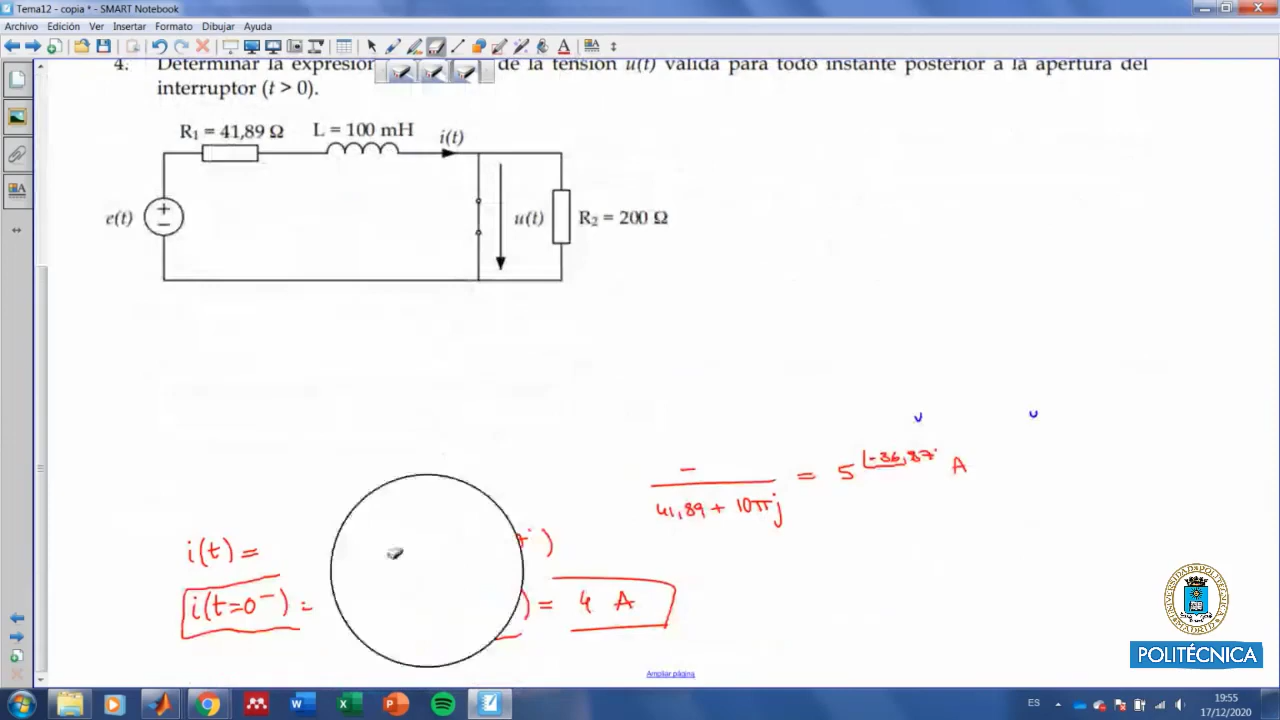 Tema12 - copia * - SMART Notebook
Archivo Edición Ver Insertar Formato Dibujar Ayuda
4. Determinar la expresión de la tensión u(t) válida para todo instante posterior a la apertura del
interruptor (t > 0).
R₁ = 41,89 Ω L = 100 mH i(t)
e(t) u(t) R₂ = 200 Ω
41,89 + 10πj = 5 |-36,87° A
i(t) = )
i(t=0⁻) = ) = 4 A
POLITÉCNICA
Ampliar página
ES
19:55
17/12/2020